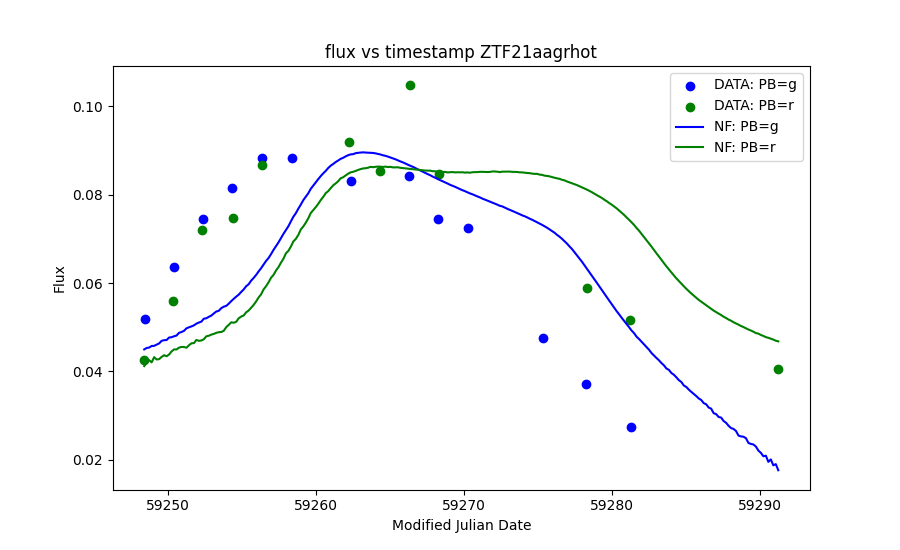 flux vs timestamp ZTF21aagrhot
DATA: PB=g
DATA: PB=r
NF: PB=g
NF: PB=r
Flux
0.10
0.08
0.06
0.04
0.02
59250 59260 59270 59280 59290
Modified Julian Date